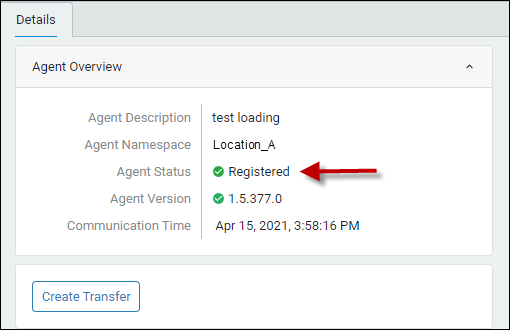 Details
Agent Overview
Agent Description test loading
Agent Namespace Location_A
Agent Status Registered
Agent Version 1.5.377.0
Communication Time Apr 15, 2021, 3:58:16 PM
Create Transfer